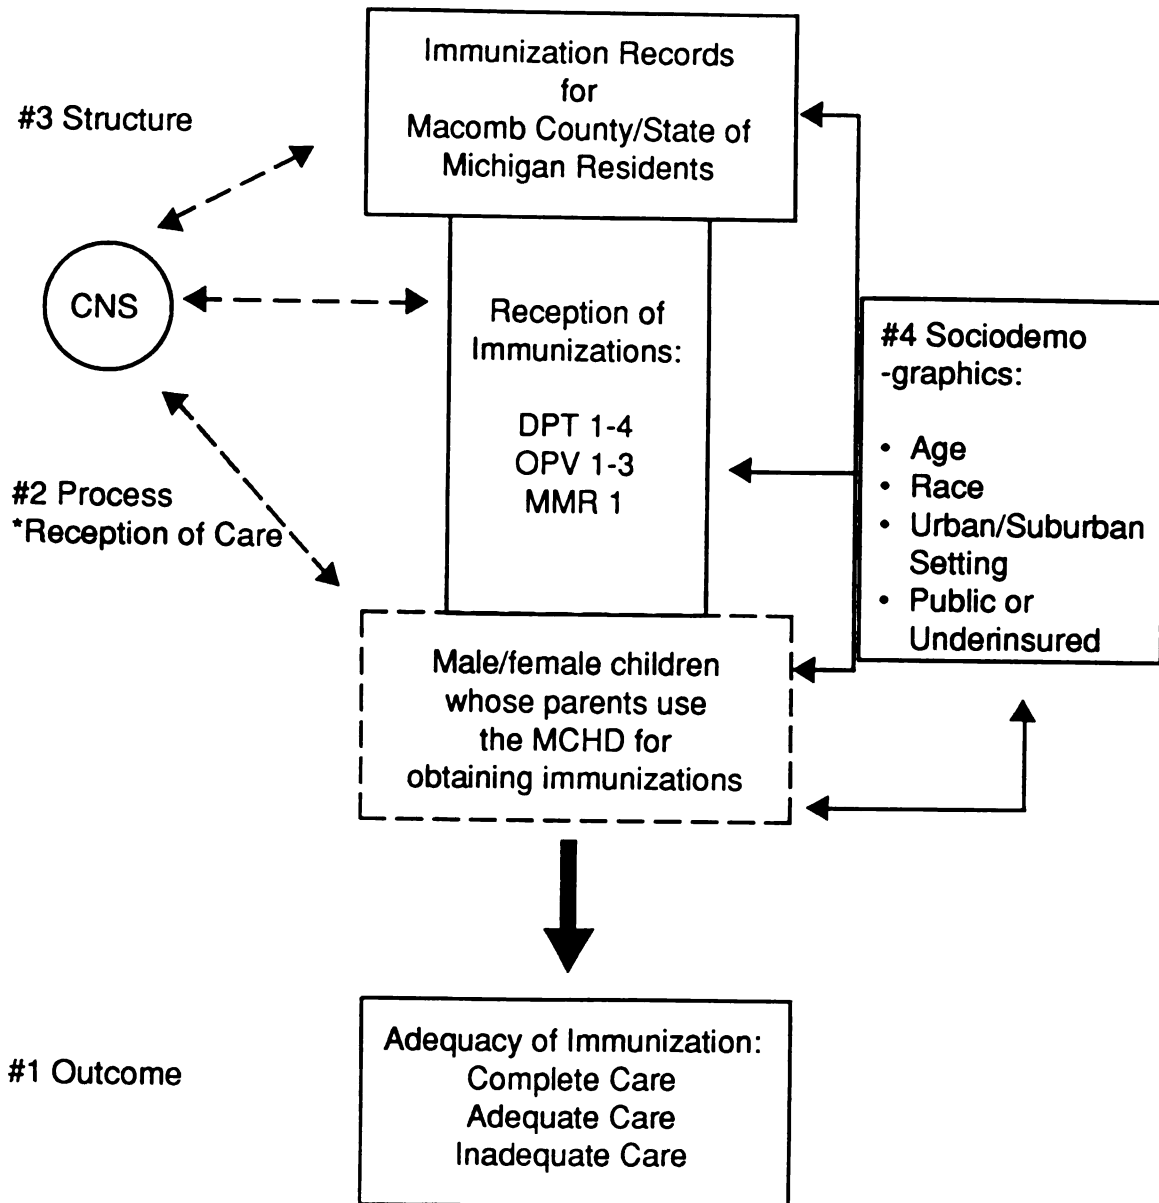 Immunization Records
for
Macomb County/State of
Michigan Residents
#3 Structure
CNS
Reception of
Immunizations:
DPT 1-4
OPV 1-3
MMR 1
#4 Sociodemo
-graphics:
• Age
• Race
• Urban/Suburban
Setting
• Public or
Underinsured
#2 Process
*Reception of Care
Male/female children
whose parents use
the MCHD for
obtaining immunizations
#1 Outcome
Adequacy of Immunization:
Complete Care
Adequate Care
Inadequate Care